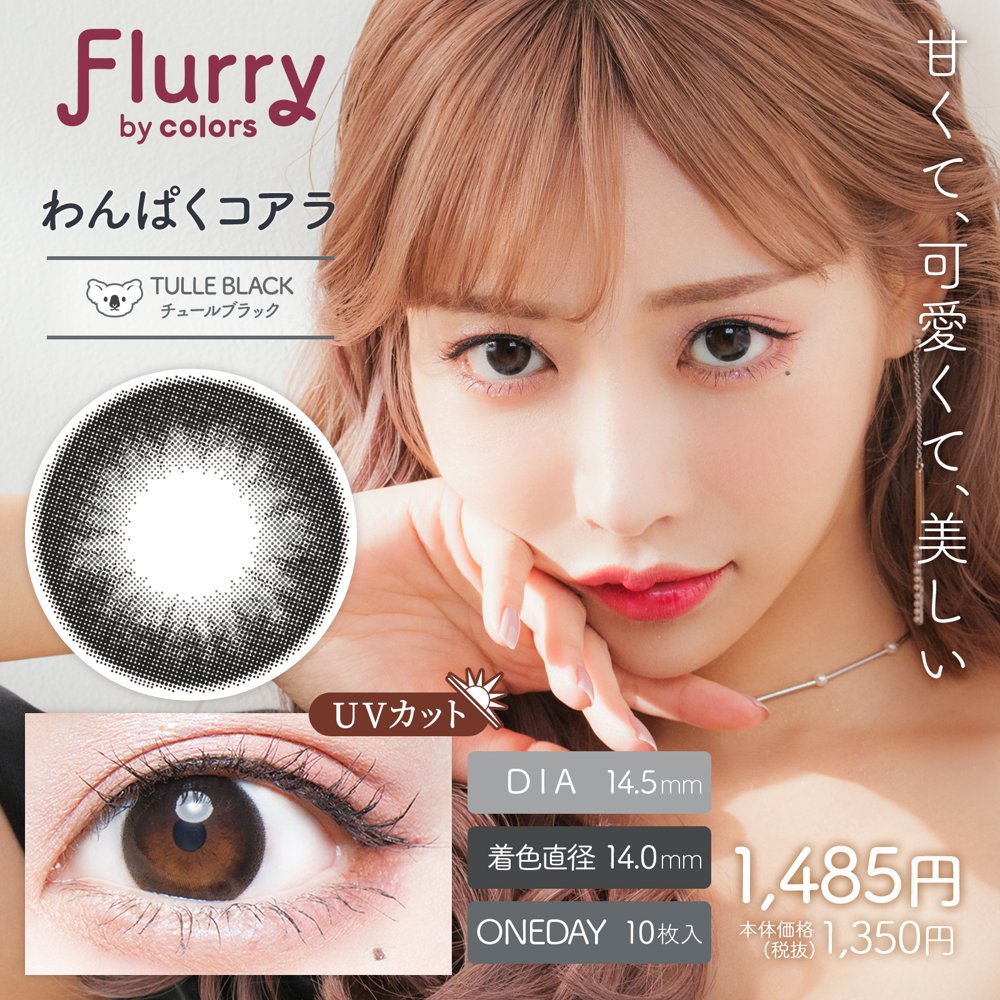 Flurry
by colors
わんぱくコアラ
TULLE BLACK
チュールブラック
甘くて、可愛くて、美しい
UVカット
DIA 14.5mm
着色直径 14.0mm
ONEDAY 10枚入
1,485円
本体価格
(税抜) 1,350円